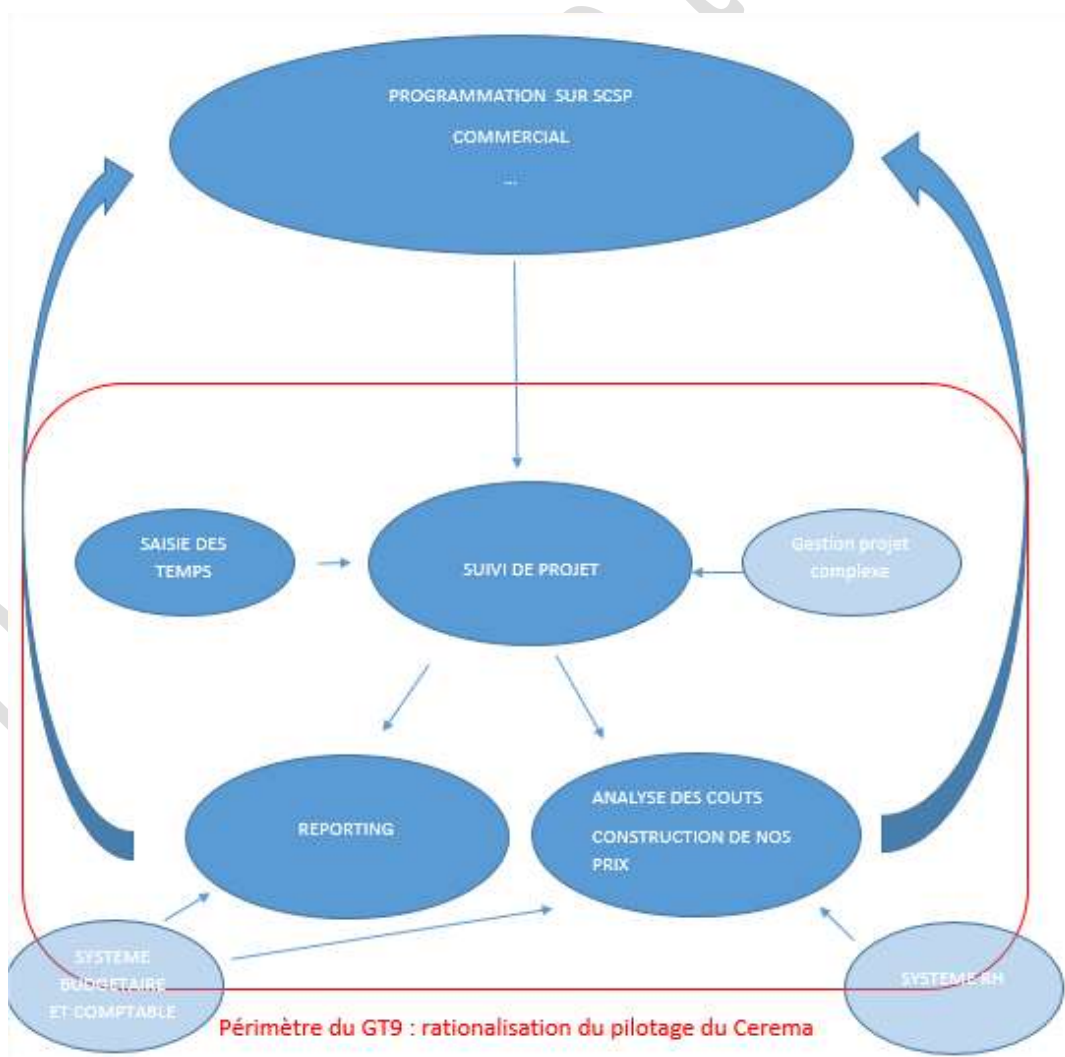 PROGRAMMATION SUR SCSP
COMMERCIAL
...
SAISIE DES
TEMPS
SUIVI DE PROJET
Gestion projet
complexe
REPORTING
ANALYSE DES COUTS
CONSTRUCTION DE NOS
PRIX
SYSTEME
BUDGETAIRE
ET COMPTABLE
SYSTEME RH
Périmètre du GT9 : rationalisation du pilotage du Cerema